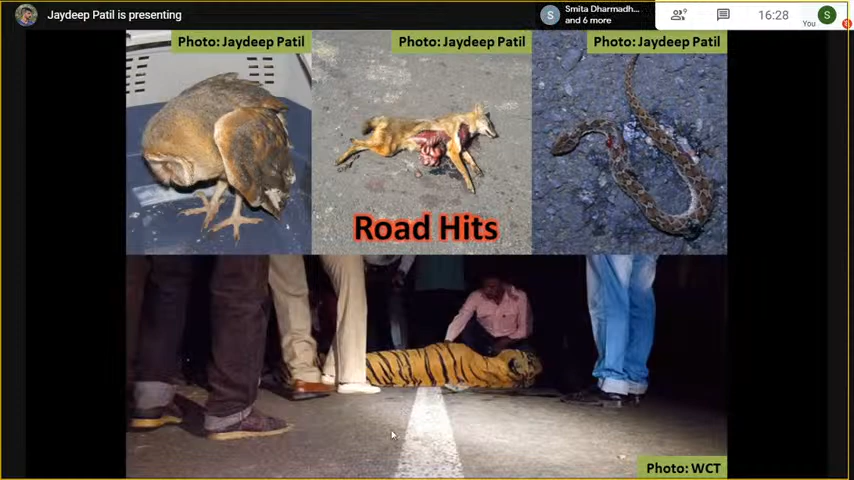 Jaydeep Patil is presenting
S
Smita Dharmadh...
and 6 more
16:28
You
S
Photo: Jaydeep Patil
Photo: Jaydeep Patil
Photo: Jaydeep Patil
Road Hits
Photo: WCT